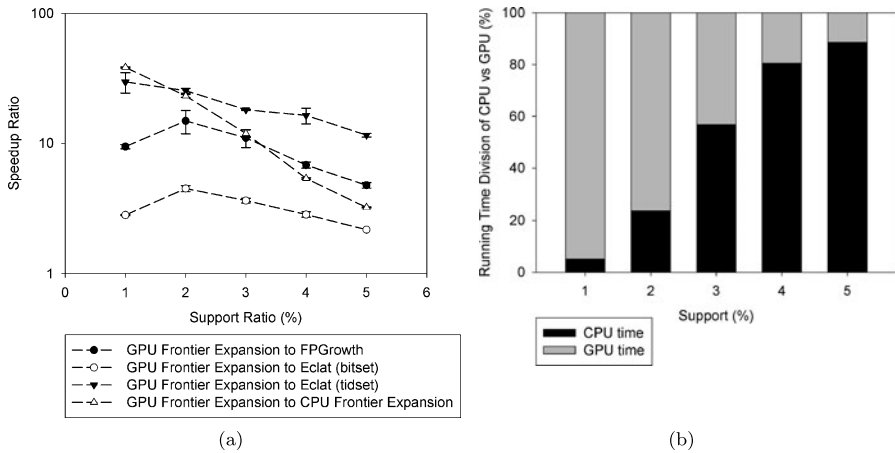 100
10
1
Speedup Ratio
0 1 2 3 4 5 6
Support Ratio (%)
GPU Frontier Expansion to FPGrowth
GPU Frontier Expansion to Eclat (bitset)
GPU Frontier Expansion to Eclat (tidset)
GPU Frontier Expansion to CPU Frontier Expansion
(a)
Running Time Division of CPU vs GPU (%)
100
80
60
40
20
0
1 2 3 4 5
Support (%)
CPU time
GPU time
(b)